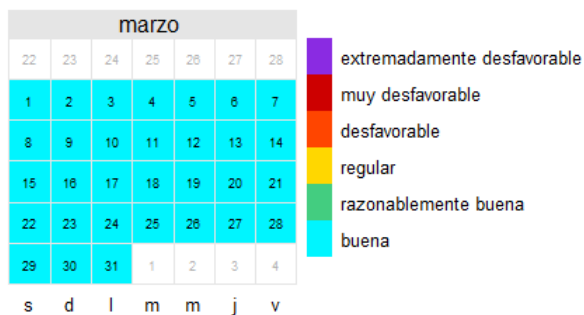 marzo
22 23 24 25 26 27 28
1 2 3 4 5 6 7
8 9 10 11 12 13 14
15 16 17 18 19 20 21
22 23 24 25 26 27 28
29 30 31 1 2 3 4
s d l m m j v
extremadamente desfavorable
muy desfavorable
desfavorable
regular
razonablemente buena
buena